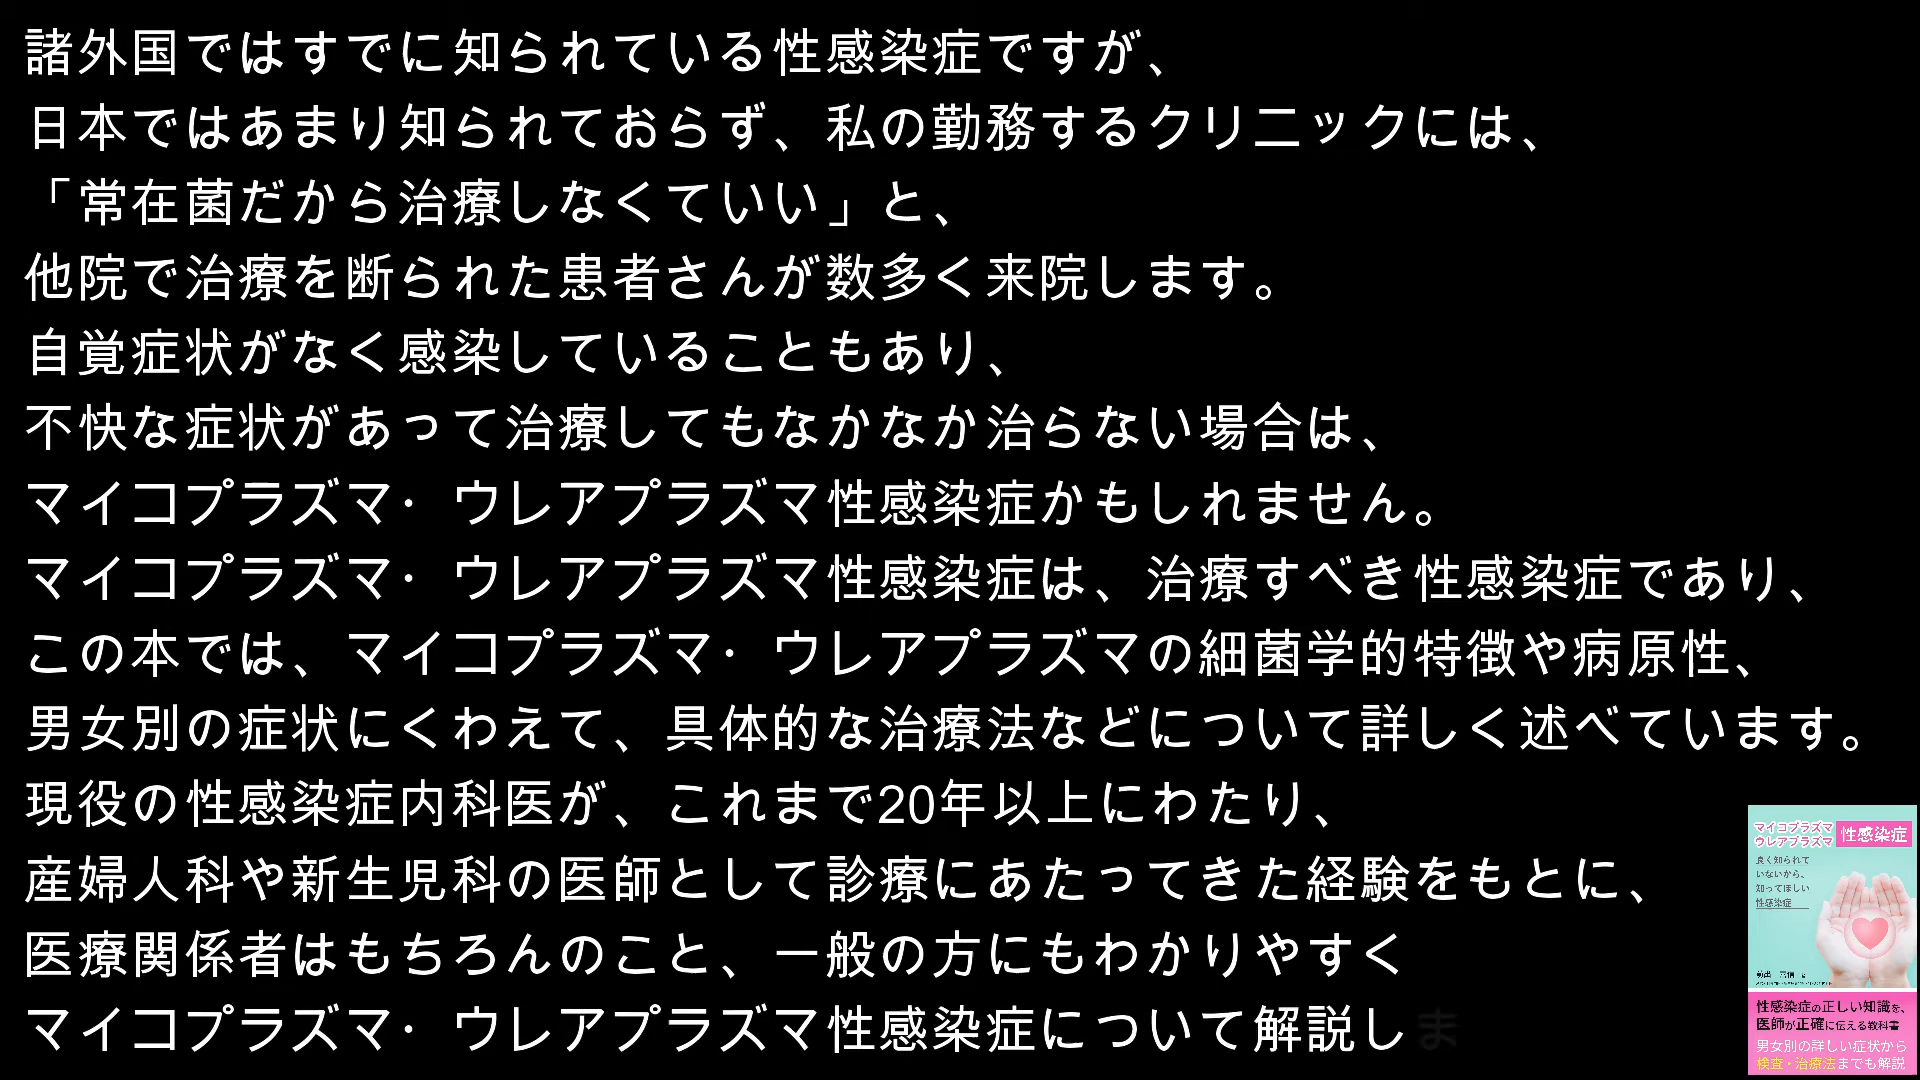 諸外国ではすでに知られている性感染症ですが、
日本ではあまり知られておらず、私の勤務するクリニックには、
「常在菌だから治療しなくていい」と、
他院で治療を断られた患者さんが数多く来院します。
自覚症状がなく感染していることもあり、
不快な症状があって治療してもなかなか治らない場合は、
マイコプラズマ・ウレアプラズマ性感染症かもしれません。
マイコプラズマ・ウレアプラズマ性感染症は、治療すべき性感染症であり、
この本では、マイコプラズマ・ウレアプラズマの細菌学的特徴や病原性、
男女別の症状にくわえて、具体的な治療法などについて詳しく述べています。
現役の性感染症内科医が、これまで20年以上にわたり、
産婦人科や新生児科の医師として診療にあたってきた経験をもとに、
医療関係者はもちろんのこと、一般の方にもわかりやすく
マイコプラズマ・ウレアプラズマ性感染症について解説しま
マイコプラズマ
ウレアプラズマ
性感染症
良く知られて
いないから、
知ってほしい
性感染症
性感染症の正しい知識を、
医師が正確に伝える教科書
男女別の詳しい症状から
検査・治療法までも解説